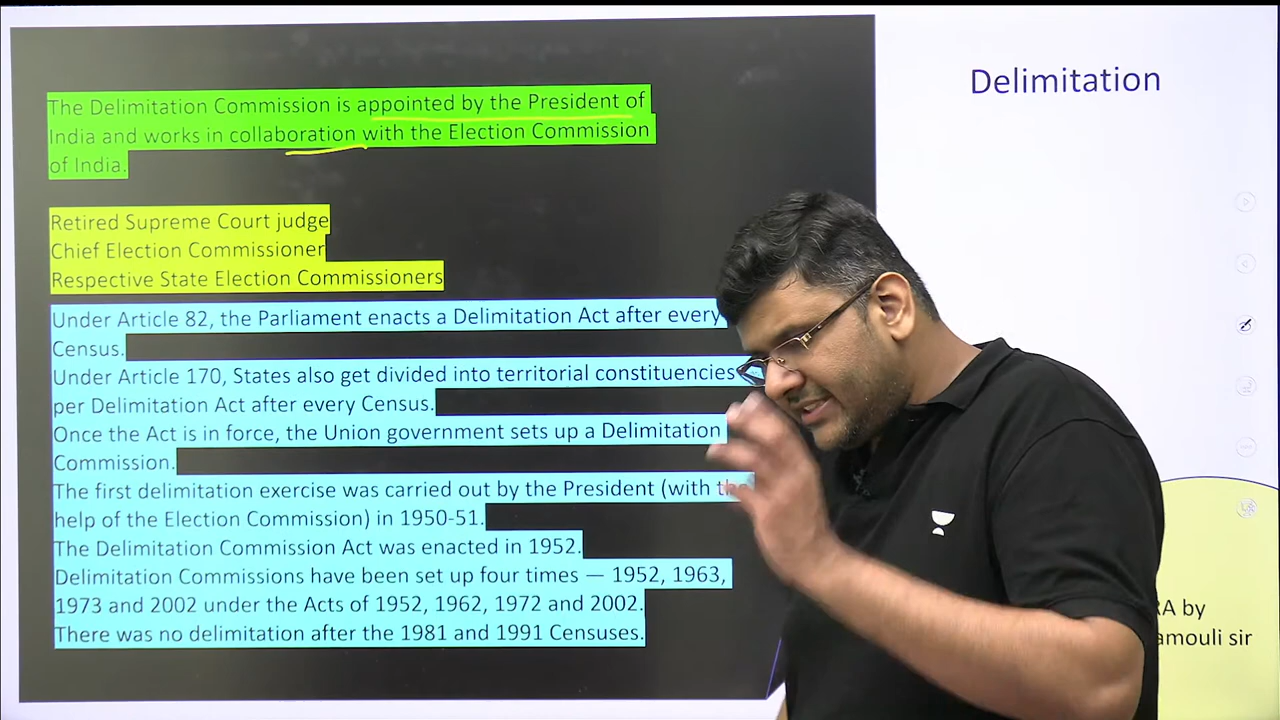 Delimitation
The Delimitation Commission is appointed by the President of
India and works in collaboration with the Election Commission
of India.
Retired Supreme Court judge
Chief Election Commissioner
Respective State Election Commissioners
Under Article 82, the Parliament enacts a Delimitation Act after every
Census.
Under Article 170, States also get divided into territorial constituencies
per Delimitation Act after every Census.
Once the Act is in force, the Union government sets up a Delimitation
Commission.
The first delimitation exercise was carried out by the President (with
help of the Election Commission) in 1950-51.
The Delimitation Commission Act was enacted in 1952.
Delimitation Commissions have been set up four times — 1952, 1963,
1973 and 2002 under the Acts of 1952, 1962, 1972 and 2002.
There was no delimitation after the 1981 and 1991 Censuses.
by
sir